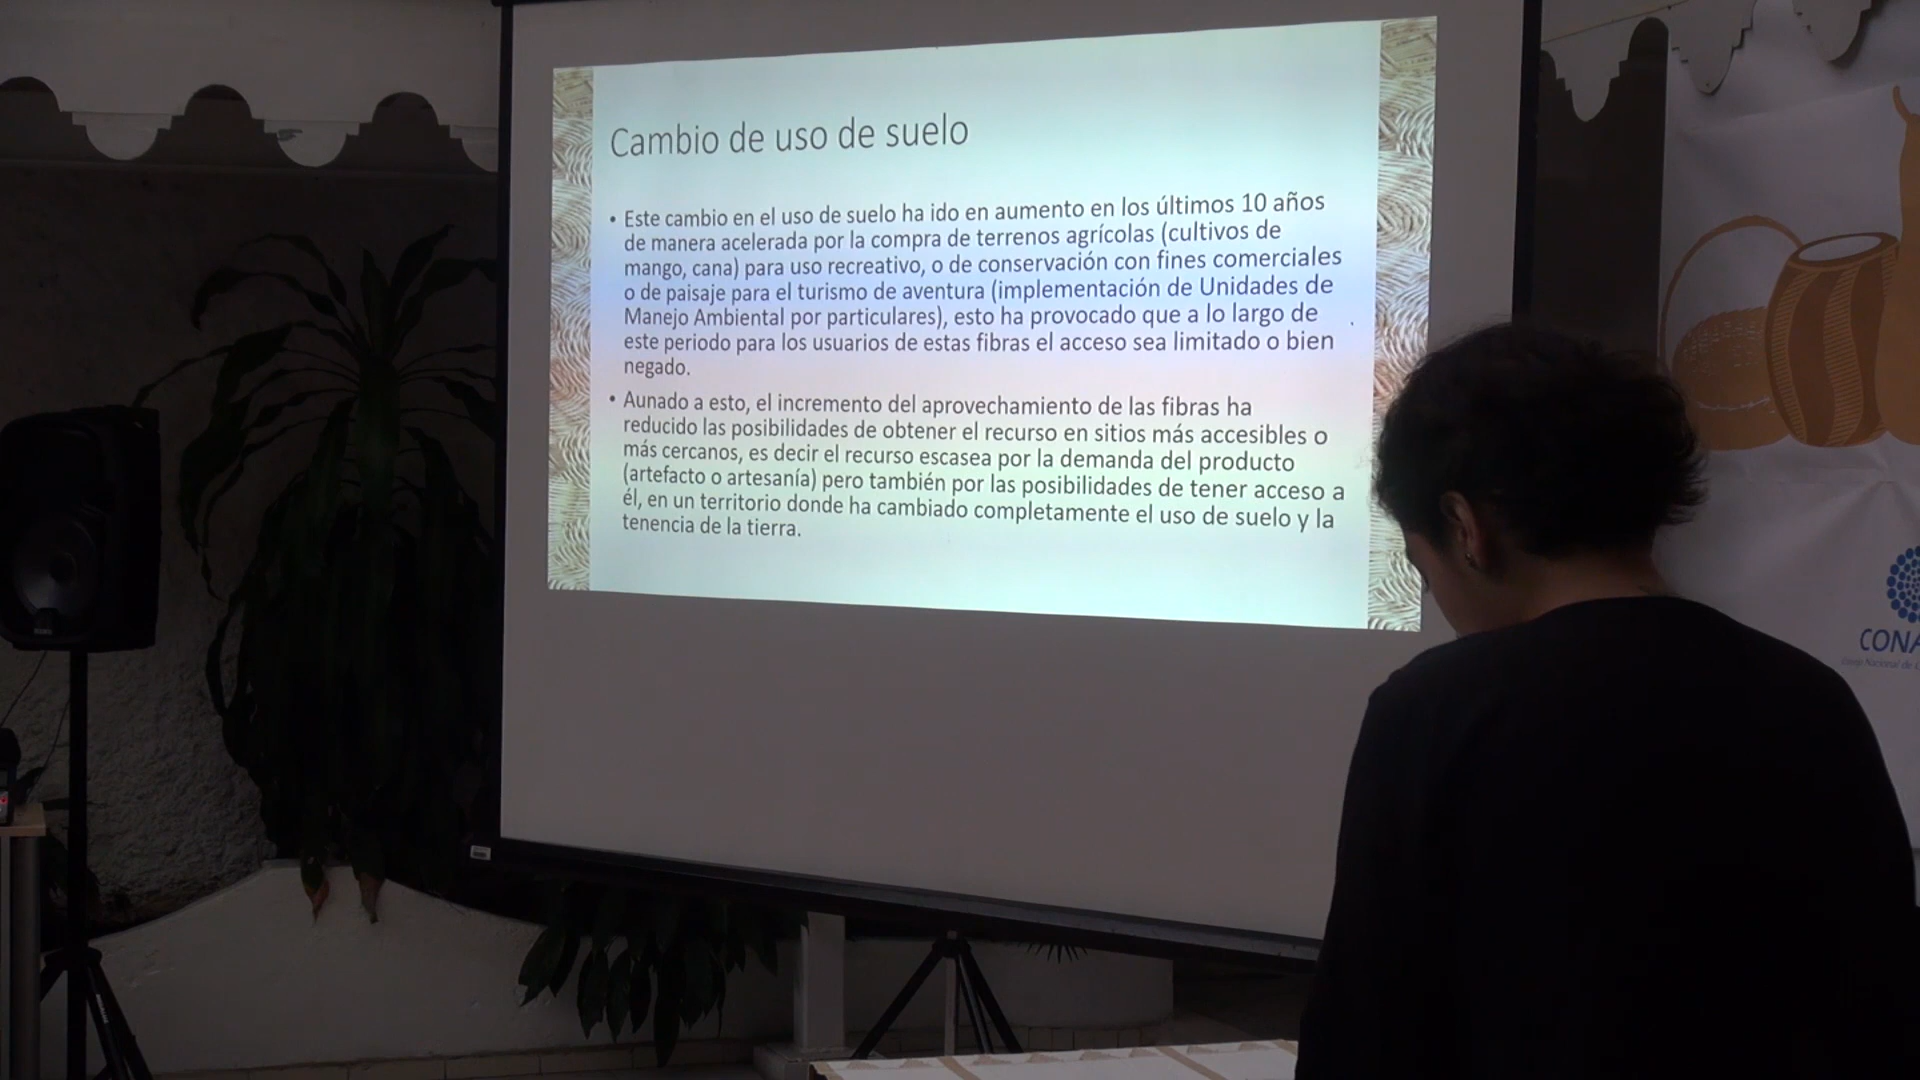 Cambio de uso de suelo
• Este cambio en el uso de suelo ha ido en aumento en los últimos 10 años
de manera acelerada por la compra de terrenos agrícolas (cultivos de
mango, cana) para uso recreativo, o de conservación con fines comerciales
o de paisaje para el turismo de aventura (implementación de Unidades de
Manejo Ambiental por particulares), esto ha provocado que a lo largo de
este periodo para los usuarios de estas fibras el acceso sea limitado o bien
negado.
• Aunado a esto, el incremento del aprovechamiento de las fibras ha
reducido las posibilidades de obtener el recurso en sitios más accesibles o
más cercanos, es decir el recurso escasea por la demanda del producto
(artefacto o artesanía) pero también por las posibilidades de tener acceso a
él, en un territorio donde ha cambiado completamente el uso de suelo y la
tenencia de la tierra.
CONA